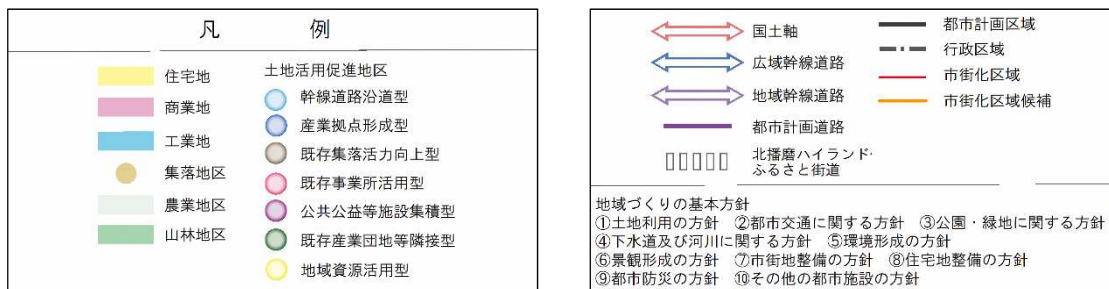 凡　例
住宅地
商業地
工業地
集落地区
農業地区
山林地区
土地活用促進地区
幹線道路沿道型
産業拠点形成型
既存集落活力向上型
既存事業所活用型
公共公益等施設集積型
既存産業団地等隣接型
地域資源活用型
国土軸
広域幹線道路
地域幹線道路
都市計画道路
北播磨ハイランド・
ふるさと街道
都市計画区域
行政区域
市街化区域
市街化区域候補
地域づくりの基本方針
①土地利用の方針　②都市交通に関する方針　③公園・緑地に関する方針
④下水道及び河川に関する方針　⑤環境形成の方針
⑥景観形成の方針　⑦市街地整備の方針　⑧住宅地整備の方針
⑨都市防災の方針　⑩その他の都市施設の方針